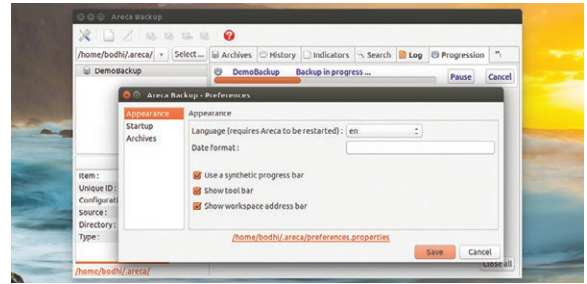 Areca Backup
/home/bodhi/.areca/ Select... Archives History Indicators Search Log Progression
DemoBackup
DemoBackup Backup in progress ...
Pause Cancel
Areca Backup - Preferences
Appearance
Startup
Archives
Appearance
Language (requires Areca to be restarted) : en
Date format :
Use a synthetic progress bar
Show tool bar
Show workspace address bar
/home/bodhi/.areca/preferences.properties
Save Cancel
Item :
Unique ID :
Configurati
Source :
Directory :
Type :
Close all
/home/bodhi/.areca/